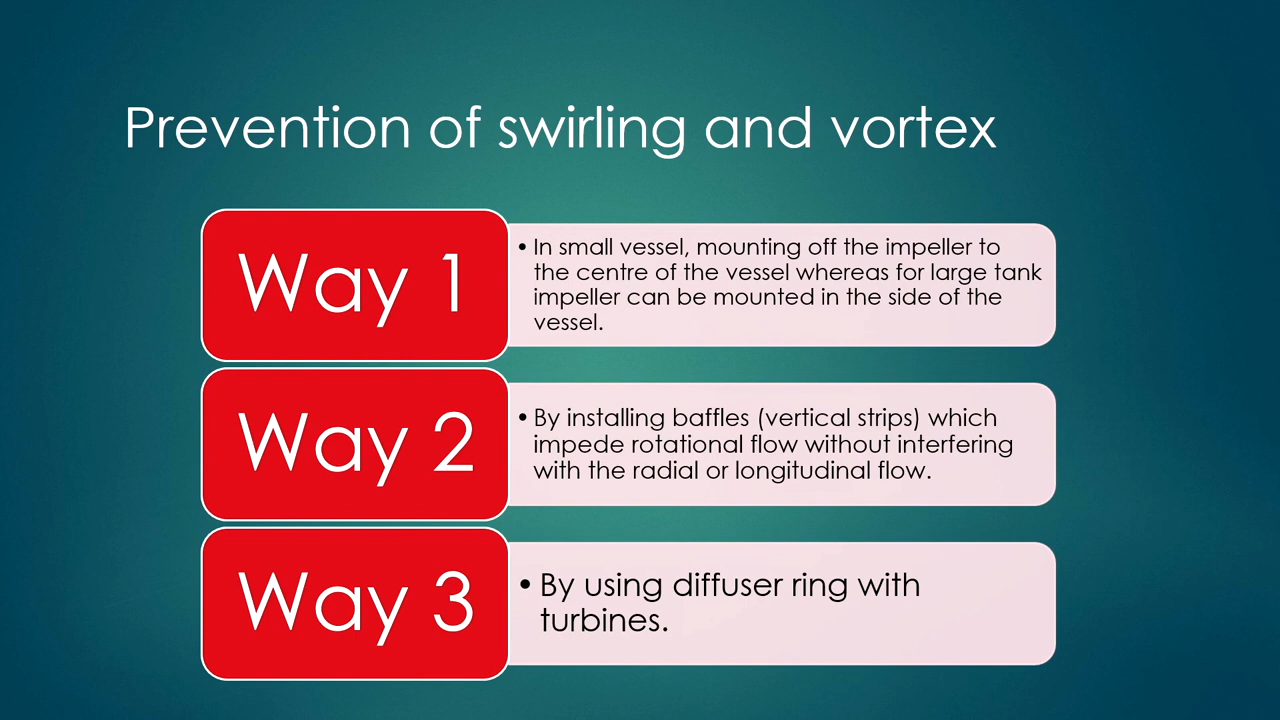 Prevention of swirling and vortex
Way 1
• In small vessel, mounting off the impeller to
the centre of the vessel whereas for large tank
impeller can be mounted in the side of the
vessel.
Way 2
• By installing baffles (vertical strips) which
impede rotational flow without interfering
with the radial or longitudinal flow.
Way 3
• By using diffuser ring with
turbines.